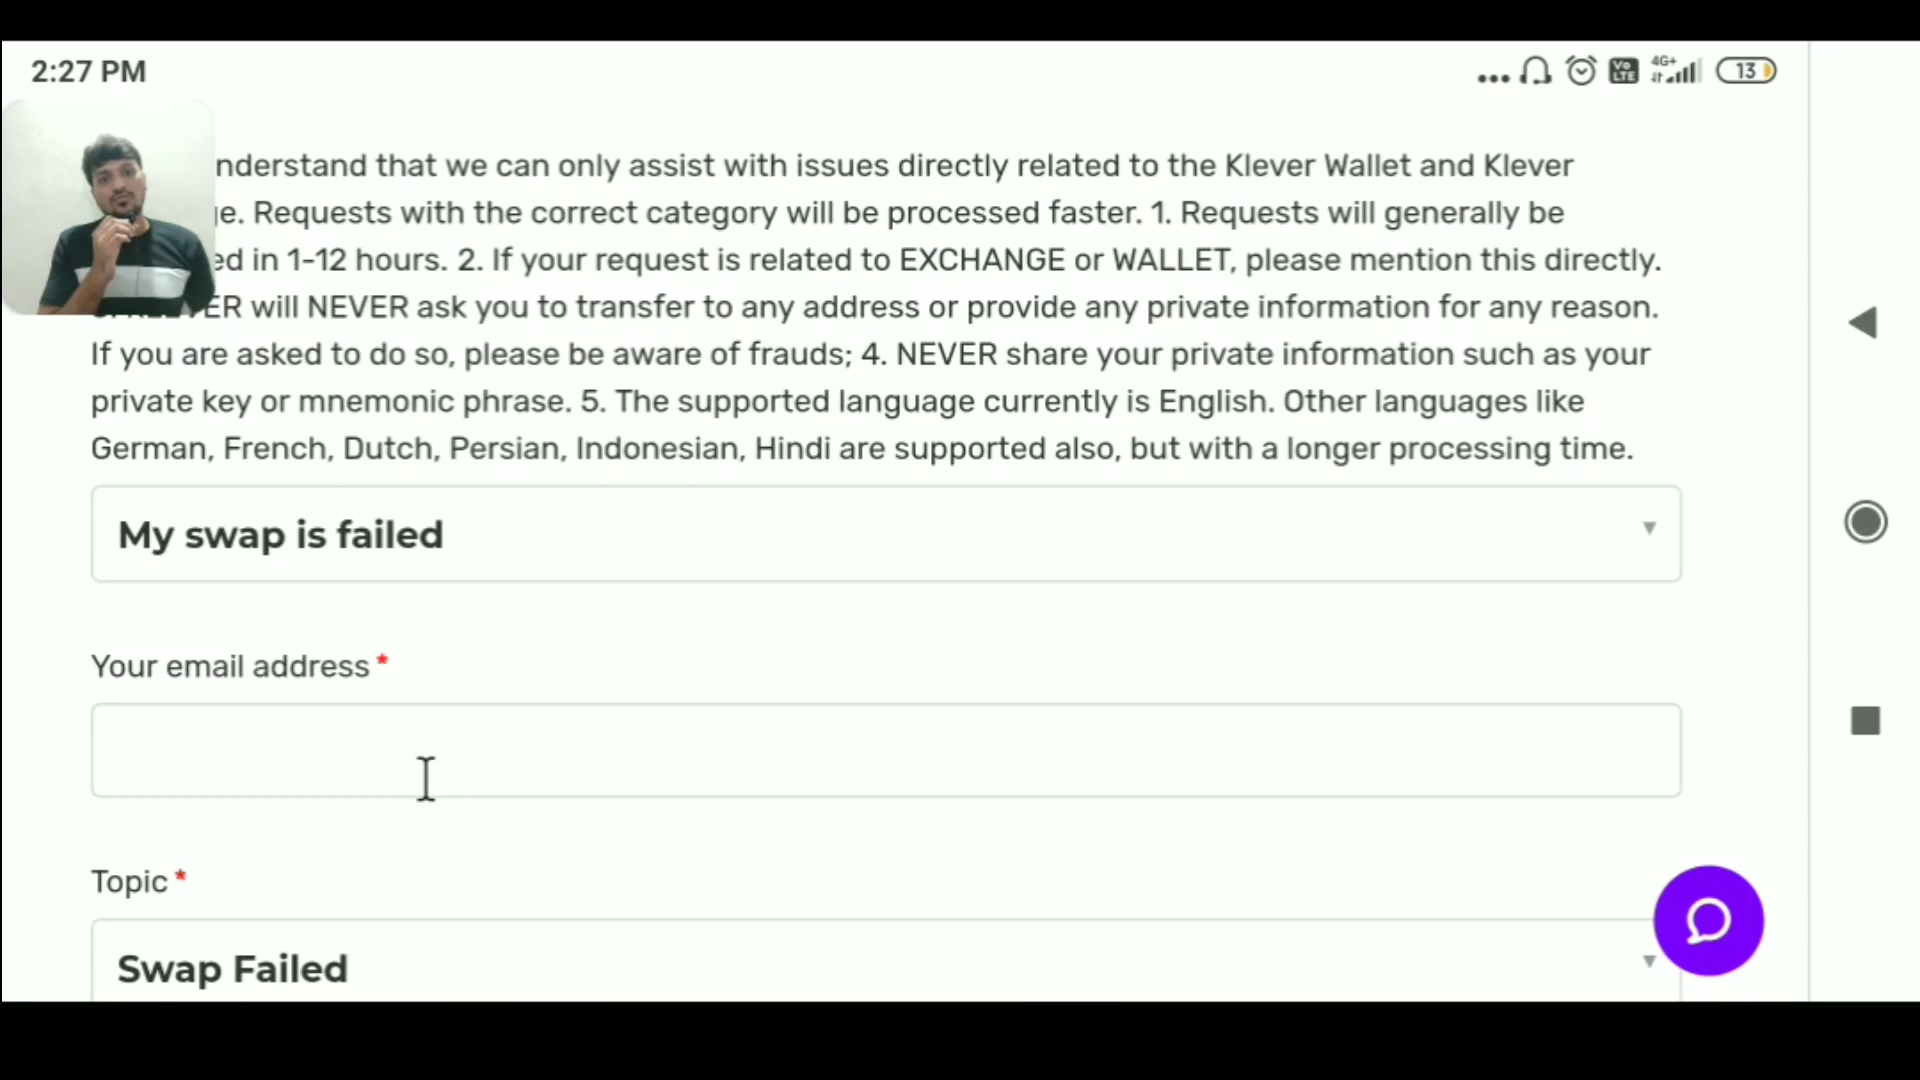 2:27 PM
4G+
Vo
LTE
13
nderstand that we can only assist with issues directly related to the Klever Wallet and Klever
e. Requests with the correct category will be processed faster. 1. Requests will generally be
ed in 1-12 hours. 2. If your request is related to EXCHANGE or WALLET, please mention this directly.
ER will NEVER ask you to transfer to any address or provide any private information for any reason.
If you are asked to do so, please be aware of frauds; 4. NEVER share your private information such as your
private key or mnemonic phrase. 5. The supported language currently is English. Other languages like
German, French, Dutch, Persian, Indonesian, Hindi are supported also, but with a longer processing time.
My swap is failed
Your email address *
Topic *
Swap Failed